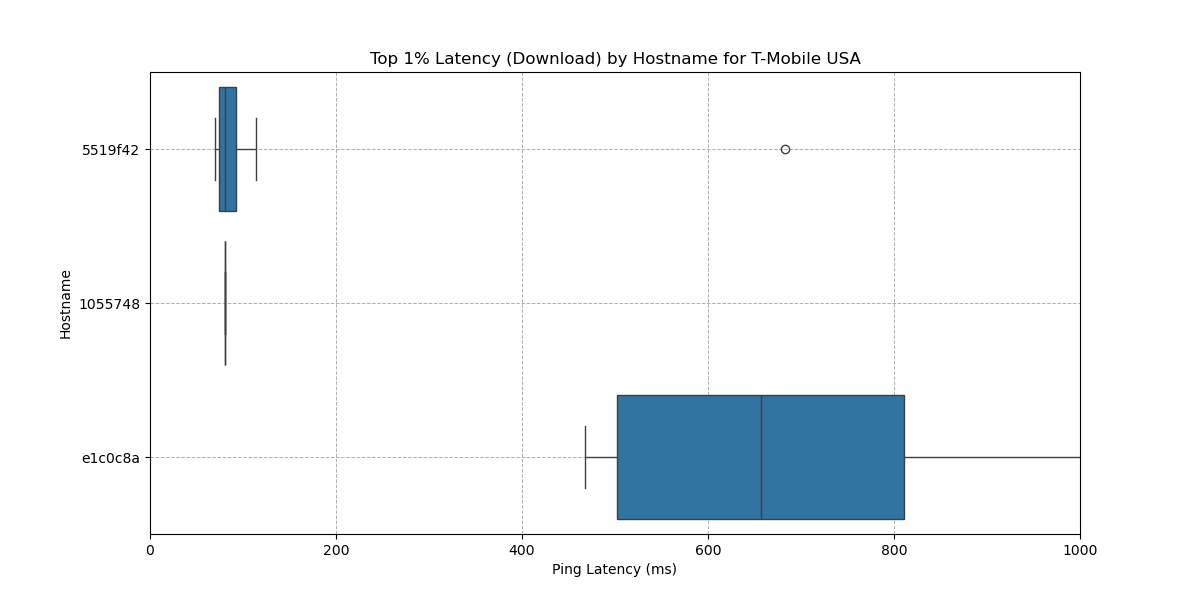 Top 1% Latency (Download) by Hostname for T-Mobile USA
Hostname
5519f42
1055748
e1c0c8a
0 200 400 600 800 1000
Ping Latency (ms)